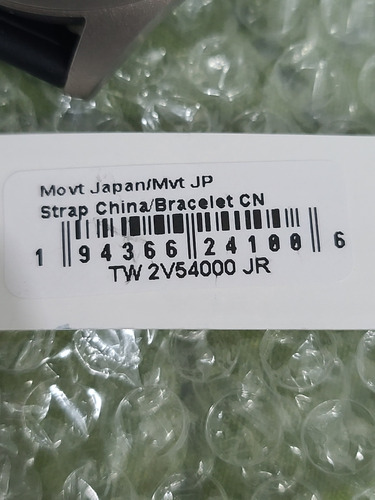 Movt Japan/Mvt JP
Strap China/Bracelet CN
1 94366 24100 6
TW 2V54000 JR